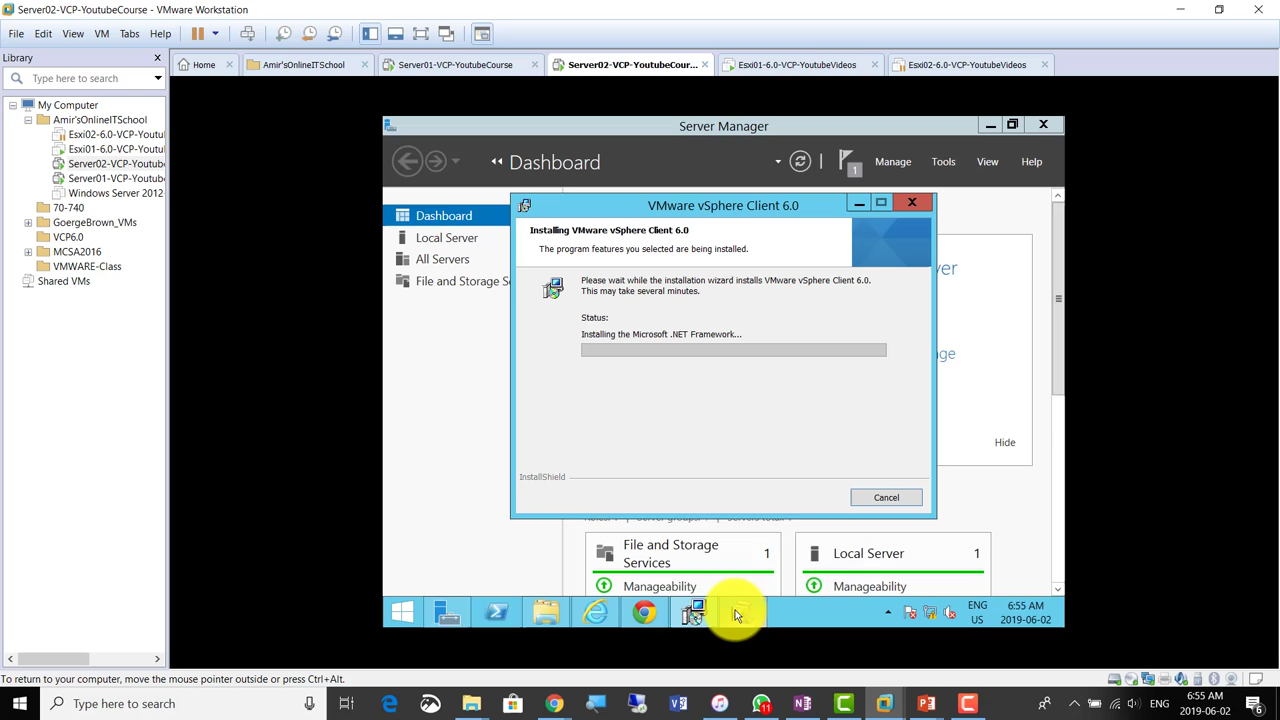 Server02-VCP-YoutubeCourse - VMware Workstation
File Edit View VM Tabs Help
Library
Type here to search
Home
Amir'sOnlineITSchool
Server01-VCP-YoutubeCourse
Server02-VCP-YoutubeCour...
Esxi01-6.0-VCP-YoutubeVideos
Esxi02-6.0-VCP-YoutubeVideos
My Computer
Amir'sOnlineITSchool
Esxi02-6.0-VCP-Youtul
Esxi01-6.0-VCP-Youtul
Server02-VCP-Youtube
Server01-VCP-Youtube
Windows Server 2012
70-740
GoergeBrown_VMs
VCP6.0
MCSA2016
VMWARE-Class
Shared VMs
Server Manager
Dashboard
1
Manage Tools View Help
Dashboard
Local Server
All Servers
File and Storage S
VMware vSphere Client 6.0
Installing VMware vSphere Client 6.0
The program features you selected are being installed.
Please wait while the installation wizard installs VMware vSphere Client 6.0.
This may take several minutes.
Status:
Installing the Microsoft .NET Framework...
InstallShield
Cancel
Hide
File and Storage Services 1
Manageability
Local Server 1
Manageability
ENG
US
6:55 AM
2019-06-02
To return to your computer, move the mouse pointer outside or press Ctrl+Alt.
Type here to search
11
6:55 AM
2019-06-02
6